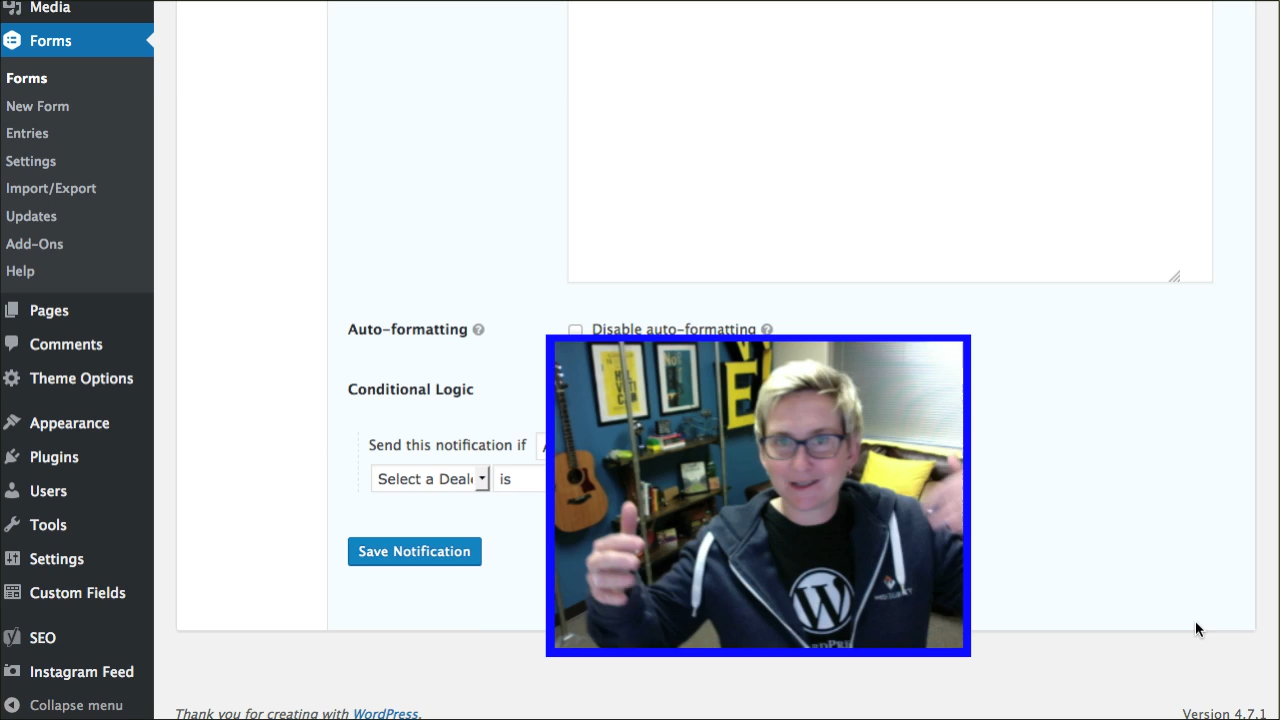 Media
Forms
Forms
New Form
Entries
Settings
Import/Export
Updates
Add-Ons
Help
Pages
Comments
Theme Options
Appearance
Plugins
Users
Tools
Settings
Custom Fields
SEO
Instagram Feed
Collapse menu
Auto-formatting
Disable auto-formatting
Conditional Logic
Send this notification if
Select a Deal
is
Save Notification
Thank you for creating with WordPress.
Version 4.7.1